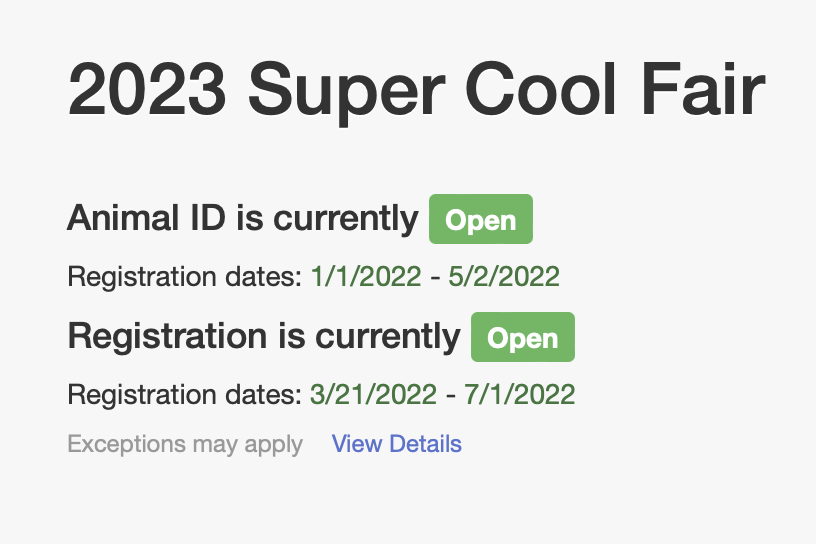 2023 Super Cool Fair
Animal ID is currently Open
Registration dates: 1/1/2022 - 5/2/2022
Registration is currently Open
Registration dates: 3/21/2022 - 7/1/2022
Exceptions may apply View Details